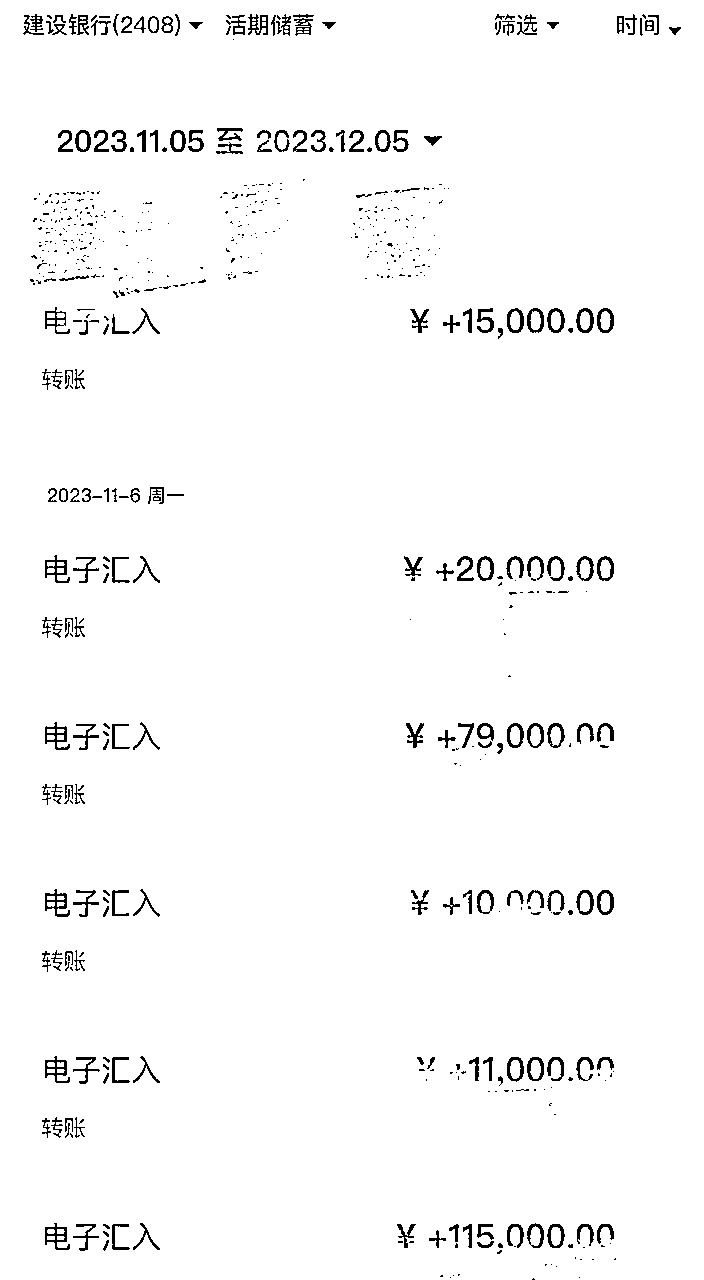 建设银行(2408) 活期储蓄 筛选 时间
2023.11.05 至 2023.12.05
电子汇入 ¥ +15,000.00
转账
2023-11-6 周一
电子汇入 ¥ +20,000.00
转账
电子汇入 ¥ +79,000.00
转账
电子汇入 ¥ +10,000.00
转账
电子汇入 ¥ +11,000.00
转账
电子汇入 ¥ +115,000.00